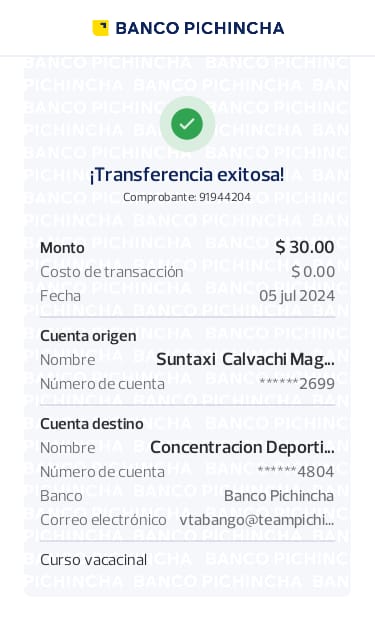 BANCO PICHINCHA
¡Transferencia exitosa!
Comprobante: 91944204
Monto $ 30.00
Costo de transacción $ 0.00
Fecha 05 jul 2024
Cuenta origen
Nombre Suntaxi Calvachi Mag...
Número de cuenta ******2699
Cuenta destino
Nombre Concentracion Deporti...
Número de cuenta ******4804
Banco Banco Pichincha
Correo electrónico vtabango@teampichi...
Curso vacacinal